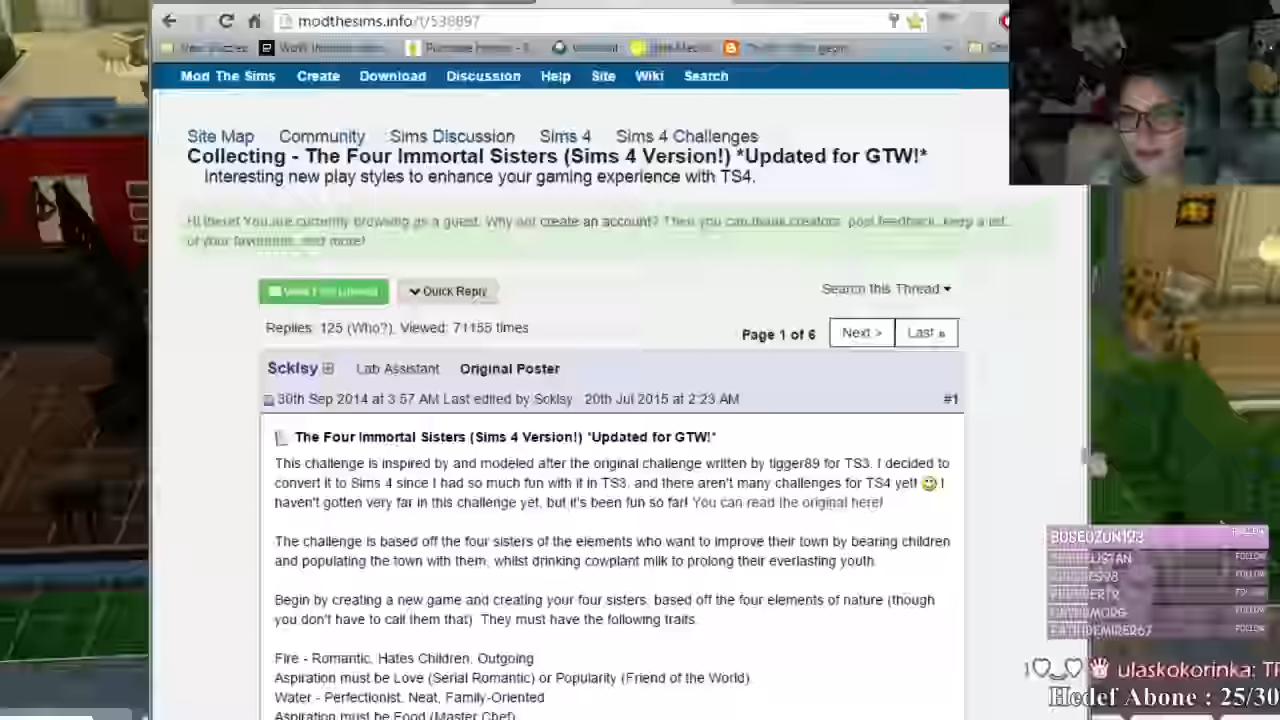 modthesims.info/t/538897
Mod The Sims Create Download Discussion Help Site Wiki Search
Site Map Community Sims Discussion Sims 4 Sims 4 Challenges
Collecting - The Four Immortal Sisters (Sims 4 Version!) *Updated for GTW!*
Interesting new play styles to enhance your gaming experience with TS4.
Hi there! You are currently browsing as a guest. Why not create an account? Then you can thank creators, post feedback, keep a list
of your favourites, and more!
Quick Reply
Search this Thread
Replies: 125 (Who?), Viewed: 71155 times
Page 1 of 6 Next > Last »
Scklsy Lab Assistant Original Poster
30th Sep 2014 at 3:57 AM Last edited by Scklsy 20th Jul 2015 at 2:23 AM #1
The Four Immortal Sisters (Sims 4 Version!) *Updated for GTW!*
This challenge is inspired by and modeled after the original challenge written by tigger89 for TS3. I decided to
convert it to Sims 4 since I had so much fun with it in TS3, and there aren't many challenges for TS4 yet! I
haven't gotten very far in this challenge yet, but it's been fun so far! You can read the original here!
The challenge is based off the four sisters of the elements who want to improve their town by bearing children
and populating the town with them, whilst drinking cowplant milk to prolong their everlasting youth.
Begin by creating a new game and creating your four sisters, based off the four elements of nature (though
you don't have to call them that). They must have the following traits.
Fire - Romantic, Hates Children, Outgoing
Aspiration must be Love (Serial Romantic) or Popularity (Friend of the World)
Water - Perfectionist, Neat, Family-Oriented
Aspiration must be Food (Master Chef)
FOLLOW
FOLLOW
FOLLOW
FOLLOW
FOLLOW
ulaskokorinka: TP
Hedef Abone : 25/30